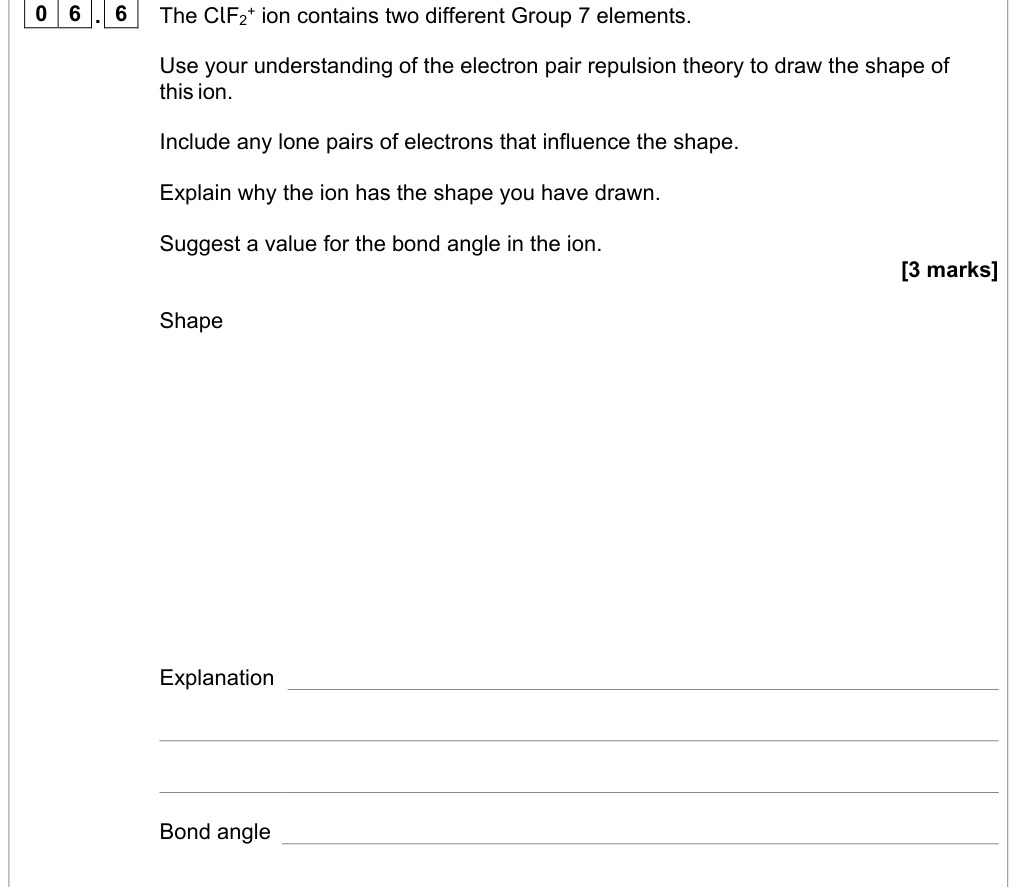 0 6 . 6 The ClF₂⁺ ion contains two different Group 7 elements.
Use your understanding of the electron pair repulsion theory to draw the shape of
this ion.
Include any lone pairs of electrons that influence the shape.
Explain why the ion has the shape you have drawn.
Suggest a value for the bond angle in the ion.
[3 marks]
Shape
Explanation
Bond angle